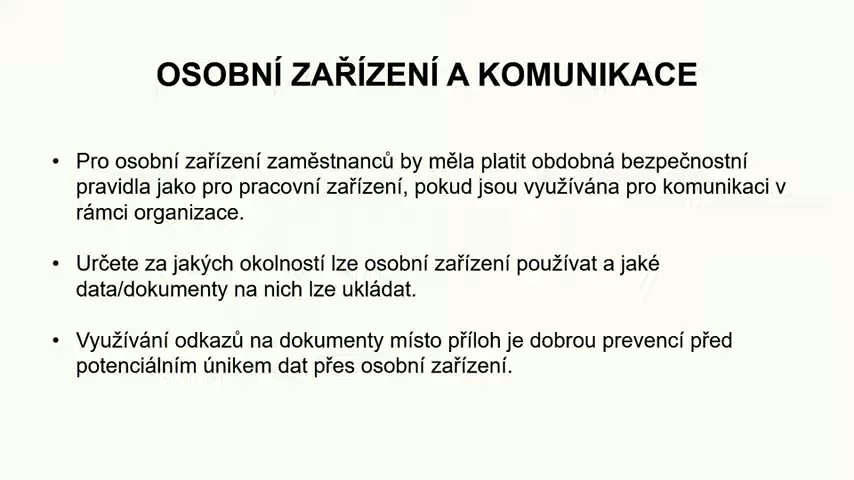 OSOBNÍ ZAŘÍZENÍ A KOMUNIKACE
• Pro osobní zařízení zaměstnanců by měla platit obdobná bezpečnostní
pravidla jako pro pracovní zařízení, pokud jsou využívána pro komunikaci v
rámci organizace.
• Určete za jakých okolností lze osobní zařízení používat a jaké
data/dokumenty na nich lze ukládat.
• Využívání odkazů na dokumenty místo příloh je dobrou prevencí před
potenciálním únikem dat přes osobní zařízení.